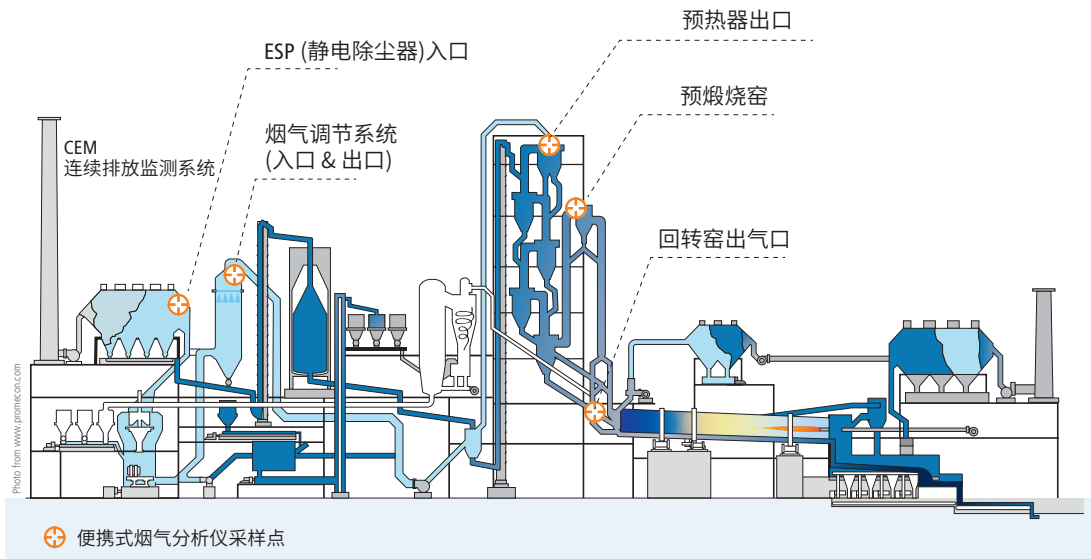 预热器出口
ESP (静电除尘器)入口
预煅烧窑
烟气调节系统
(入口 & 出口)
CEM
连续排放监测系统
回转窑出气口
Photo from www.promecon.com
便携式烟气分析仪采样点